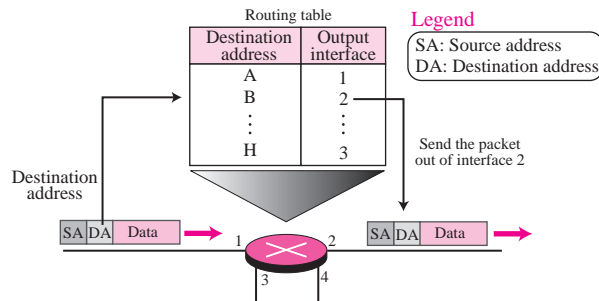 Routing table
Legend
SA: Source address
DA: Destination address
Destination address
Output interface
A 1
B 2
H 3
Send the packet
out of interface 2
Destination
address
SA DA Data
1 2
SA DA Data
3 4